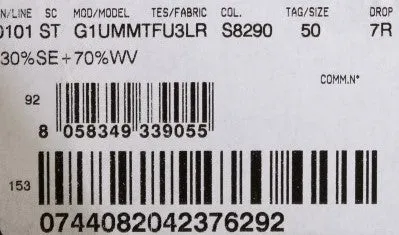 N/LINE SC MOD/MODEL TES/FABRIC COL. TAG/SIZE DROP
0101 ST G1UMMTFU3LR S8290 50 7R
30%SE+70%WV
COMM.N°
92
8 058349 339055
153
0744082042376292